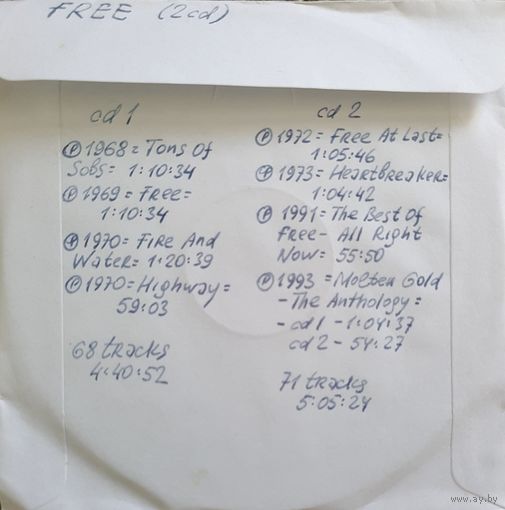 FREE (2cd)
cd 1
Ⓟ 1968 = Tons Of
Sobs = 1:10:34
Ⓟ 1969 = Free =
1:10:34
Ⓟ 1970 = Fire And
Water = 1:20:39
Ⓟ 1970 = Highway =
59:03
68 tracks
4:40:52
cd 2
Ⓟ 1972 = Free At Last =
1:05:46
Ⓟ 1973 = Heartbreaker =
1:04:42
Ⓟ 1991 = The Best Of
Free - All Right
Now = 55:50
Ⓟ 1993 = Molten Gold
- The Anthology =
- cd 1 - 1:04:37
cd 2 - 54:27
71 tracks
5:05:24
www.ay.by